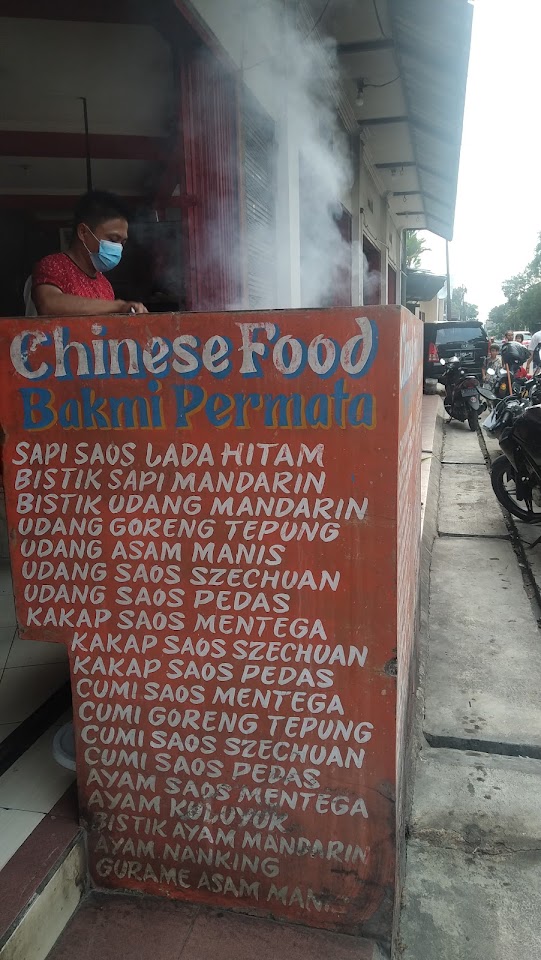 Chinese Food
Bakmi Permata
SAPI SAOS LADA HITAM
BISTIK SAPI MANDARIN
BISTIK UDANG MANDARIN
UDANG GORENG TEPUNG
UDANG ASAM MANIS
UDANG SAOS SZECHUAN
UDANG SAOS PEDAS
KAKAP SAOS MENTEGA
KAKAP SAOS SZECHUAN
KAKAP SAOS PEDAS
CUMI SAOS MENTEGA
CUMI GORENG TEPUNG
CUMI SAOS SZECHUAN
CUMI SAOS PEDAS
AYAM SAOS MENTEGA
AYAM KULUYUK
BISTIK AYAM MANDARIN
AYAM NANKING
GURAME ASAM MANIS